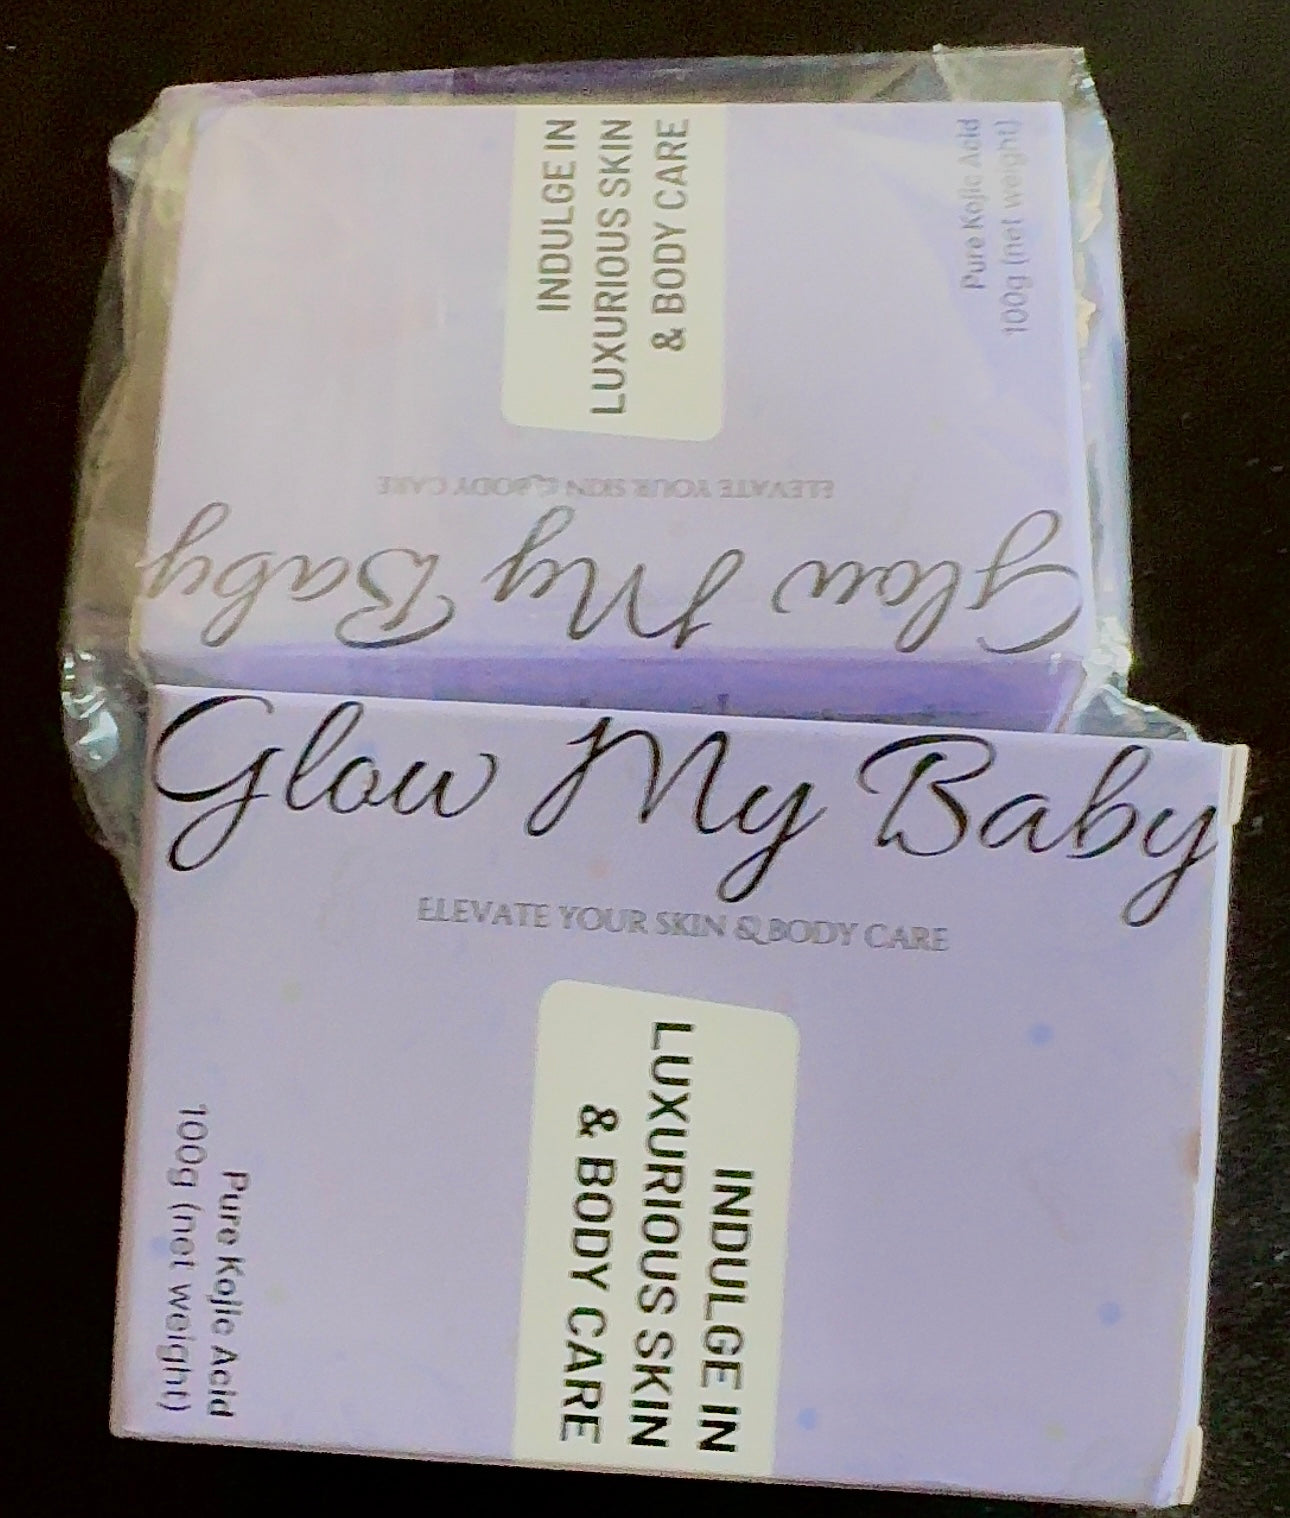 INDULGE IN
LUXURIOUS SKIN
& BODY CARE
Pure Kojic Acid
100g (net weight)
ELEVATE YOUR SKIN & BODY CARE
Glow My Baby
Glow My Baby
ELEVATE YOUR SKIN & BODY CARE
INDULGE IN
LUXURIOUS SKIN
& BODY CARE
Pure Kojic Acid
100g (net weight)